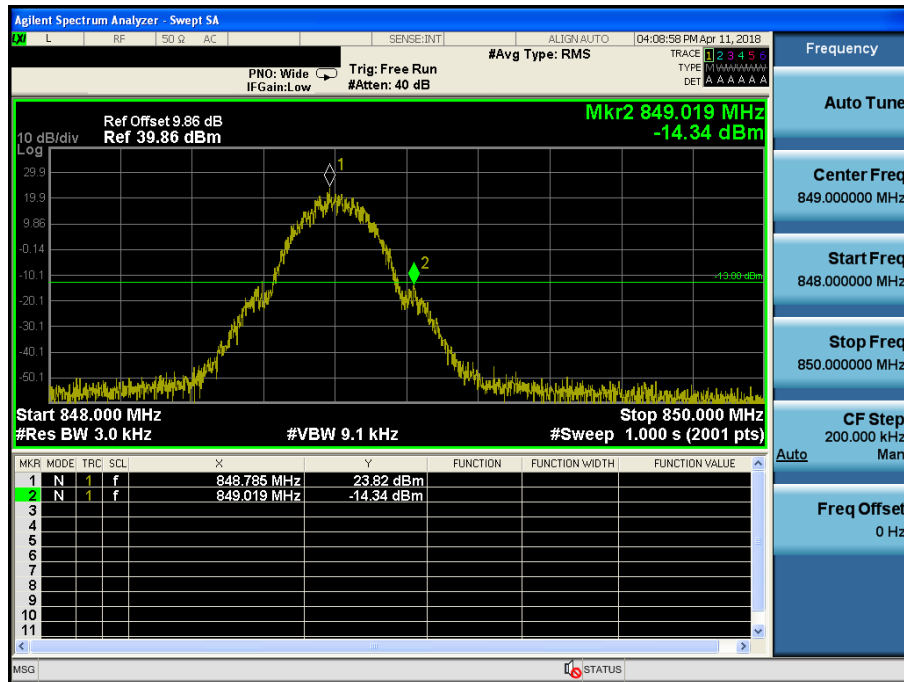 Agilent Spectrum Analyzer - Swept SA
LXI L RF 50 Ω AC SENSE:INT ALIGN AUTO 04:08:58 PM Apr 11, 2018
#Avg Type: RMS
TRACE 1 2 3 4 5 6
TYPE M W W W W W
DET A A A A A A
PNO: Wide
IFGain:Low
Trig: Free Run
#Atten: 40 dB
Frequency
Mkr2 849.019 MHz
-14.34 dBm
Ref Offset 9.86 dB
10 dB/div Ref 39.86 dBm
Log
29.9
19.9
9.86
-0.14
-10.1
-20.1
-30.1
-40.1
-50.1
1
2
-13.00 dBm
Start 848.000 MHz Stop 850.000 MHz
#Res BW 3.0 kHz #VBW 9.1 kHz #Sweep 1.000 s (2001 pts)
MKR MODE TRC SCL X Y FUNCTION FUNCTION WIDTH FUNCTION VALUE
1 N 1 f 848.785 MHz 23.82 dBm
2 N 1 f 849.019 MHz -14.34 dBm
3
4
5
6
7
8
9
10
11
MSG STATUS
Auto Tune
Center Freq
849.000000 MHz
Start Freq
848.000000 MHz
Stop Freq
850.000000 MHz
CF Step
200.000 kHz
Auto Man
Freq Offset
0 Hz